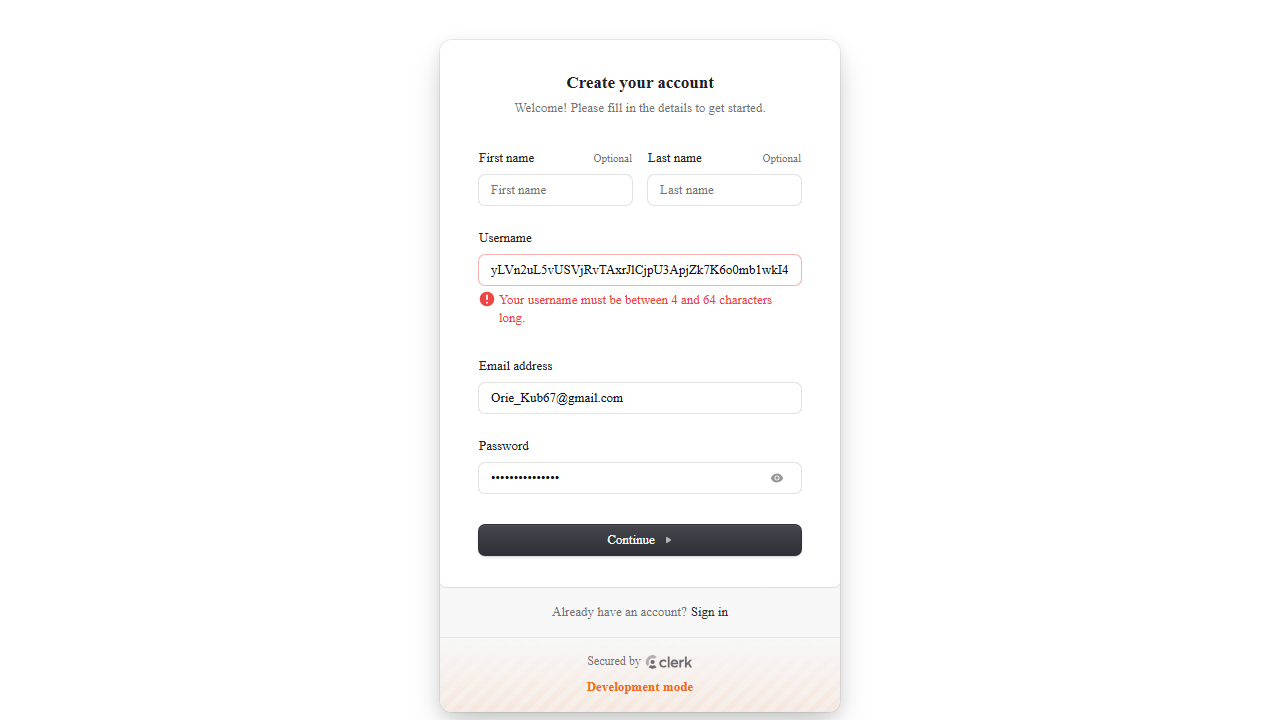 Create your account
Welcome! Please fill in the details to get started.
First name Optional Last name Optional
First name Last name
Username
yLVn2uL5vUSVjRvTAxrJlCjpU3ApjZk7K6o0mb1wkI4
Your username must be between 4 and 64 characters
long.
Email address
Orie_Kub67@gmail.com
Password
•••••••••••••••
Continue
Already have an account? Sign in
Secured by clerk
Development mode